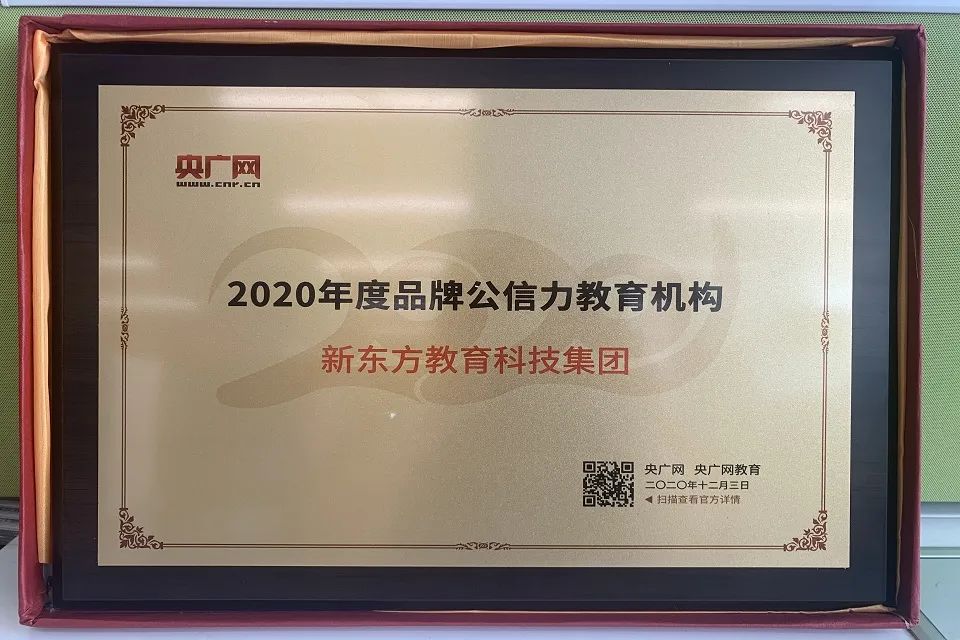 央广网
www.cnr.cn
2020年度品牌公信力教育机构
新东方教育科技集团
央广网 央广网教育
二〇二〇年十二月三日
◀ 扫描查看官方详情